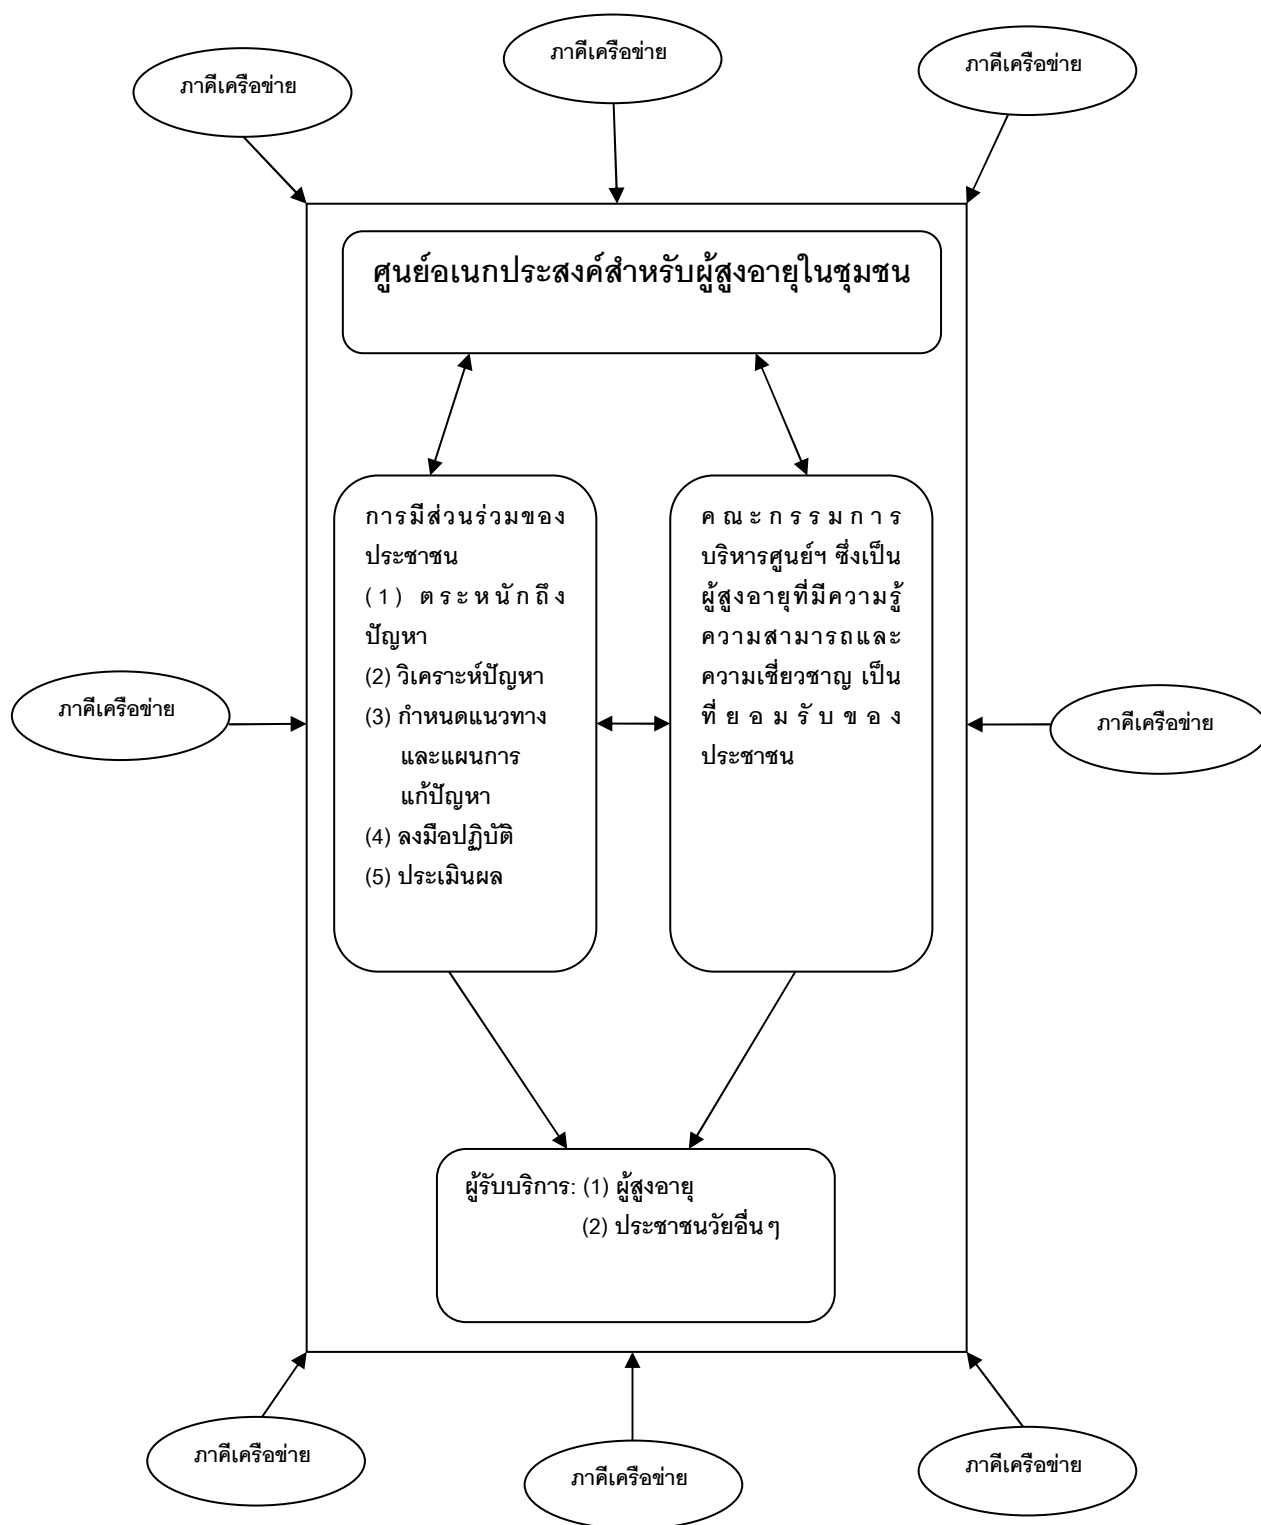 ภาคีเครือข่าย
ภาคีเครือข่าย
ภาคีเครือข่าย
ศูนย์อเนกประสงค์สำหรับผู้สูงอายุในชุมชน
การมีส่วนร่วมของ
ประชาชน
(1) ตระหนักถึง
ปัญหา
(2) วิเคราะห์ปัญหา
(3) กำหนดแนวทาง
และแผนการ
แก้ปัญหา
(4) ลงมือปฏิบัติ
(5) ประเมินผล
คณะกรรมการ
บริหารศูนย์ฯ ซึ่งเป็น
ผู้สูงอายุที่มีความรู้
ความสามารถและ
ความเชี่ยวชาญ เป็น
ที่ยอมรับของ
ประชาชน
ภาคีเครือข่าย
ภาคีเครือข่าย
ผู้รับบริการ: (1) ผู้สูงอายุ
(2) ประชาชนวัยอื่น ๆ
ภาคีเครือข่าย
ภาคีเครือข่าย
ภาคีเครือข่าย